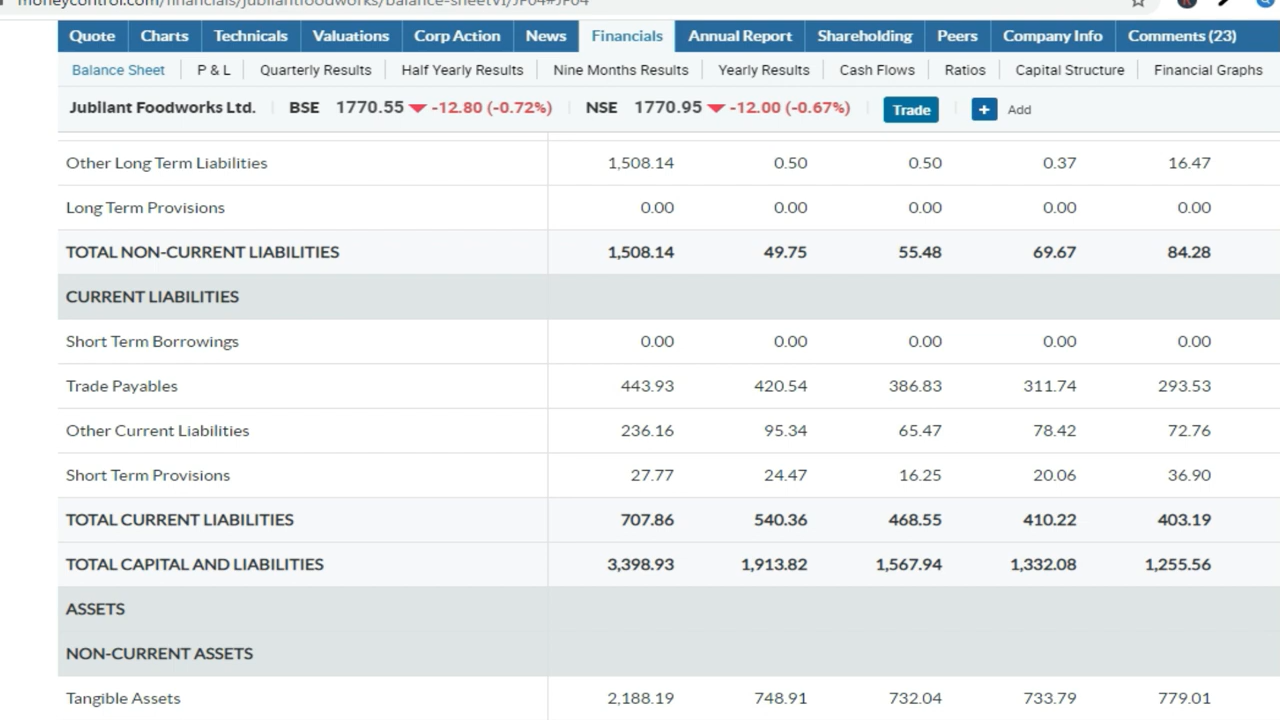 moneycontrol.com/financials/jubilantfoodworks/balance-sheetVI/JF04#JF04
Quote Charts Technicals Valuations Corp Action News Financials Annual Report Shareholding Peers Company Info Comments (23)
Balance Sheet P & L Quarterly Results Half Yearly Results Nine Months Results Yearly Results Cash Flows Ratios Capital Structure Financial Graphs
Jubilant Foodworks Ltd. BSE 1770.55 -12.80 (-0.72%) NSE 1770.95 -12.00 (-0.67%) Trade + Add
Other Long Term Liabilities 1,508.14 0.50 0.50 0.37 16.47
Long Term Provisions 0.00 0.00 0.00 0.00 0.00
TOTAL NON-CURRENT LIABILITIES 1,508.14 49.75 55.48 69.67 84.28
CURRENT LIABILITIES
Short Term Borrowings 0.00 0.00 0.00 0.00 0.00
Trade Payables 443.93 420.54 386.83 311.74 293.53
Other Current Liabilities 236.16 95.34 65.47 78.42 72.76
Short Term Provisions 27.77 24.47 16.25 20.06 36.90
TOTAL CURRENT LIABILITIES 707.86 540.36 468.55 410.22 403.19
TOTAL CAPITAL AND LIABILITIES 3,398.93 1,913.82 1,567.94 1,332.08 1,255.56
ASSETS
NON-CURRENT ASSETS
Tangible Assets 2,188.19 748.91 732.04 733.79 779.01